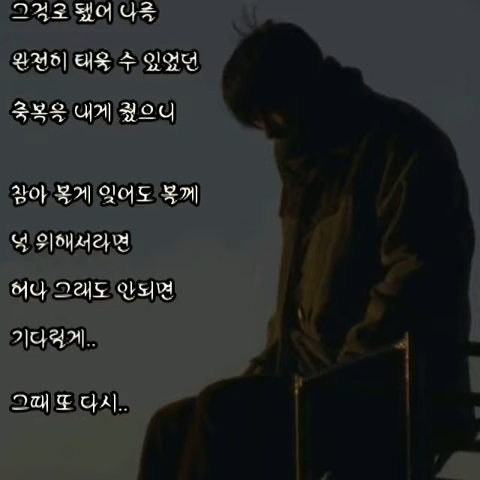 그걸로 됐어 나를
완전히 태울 수 있었던
축복을 내게 줬으니
참아 볼게 잊어도 볼께
널 위해서라면
허나 그래도 안되면
기다릴게..
그때 또 다시..